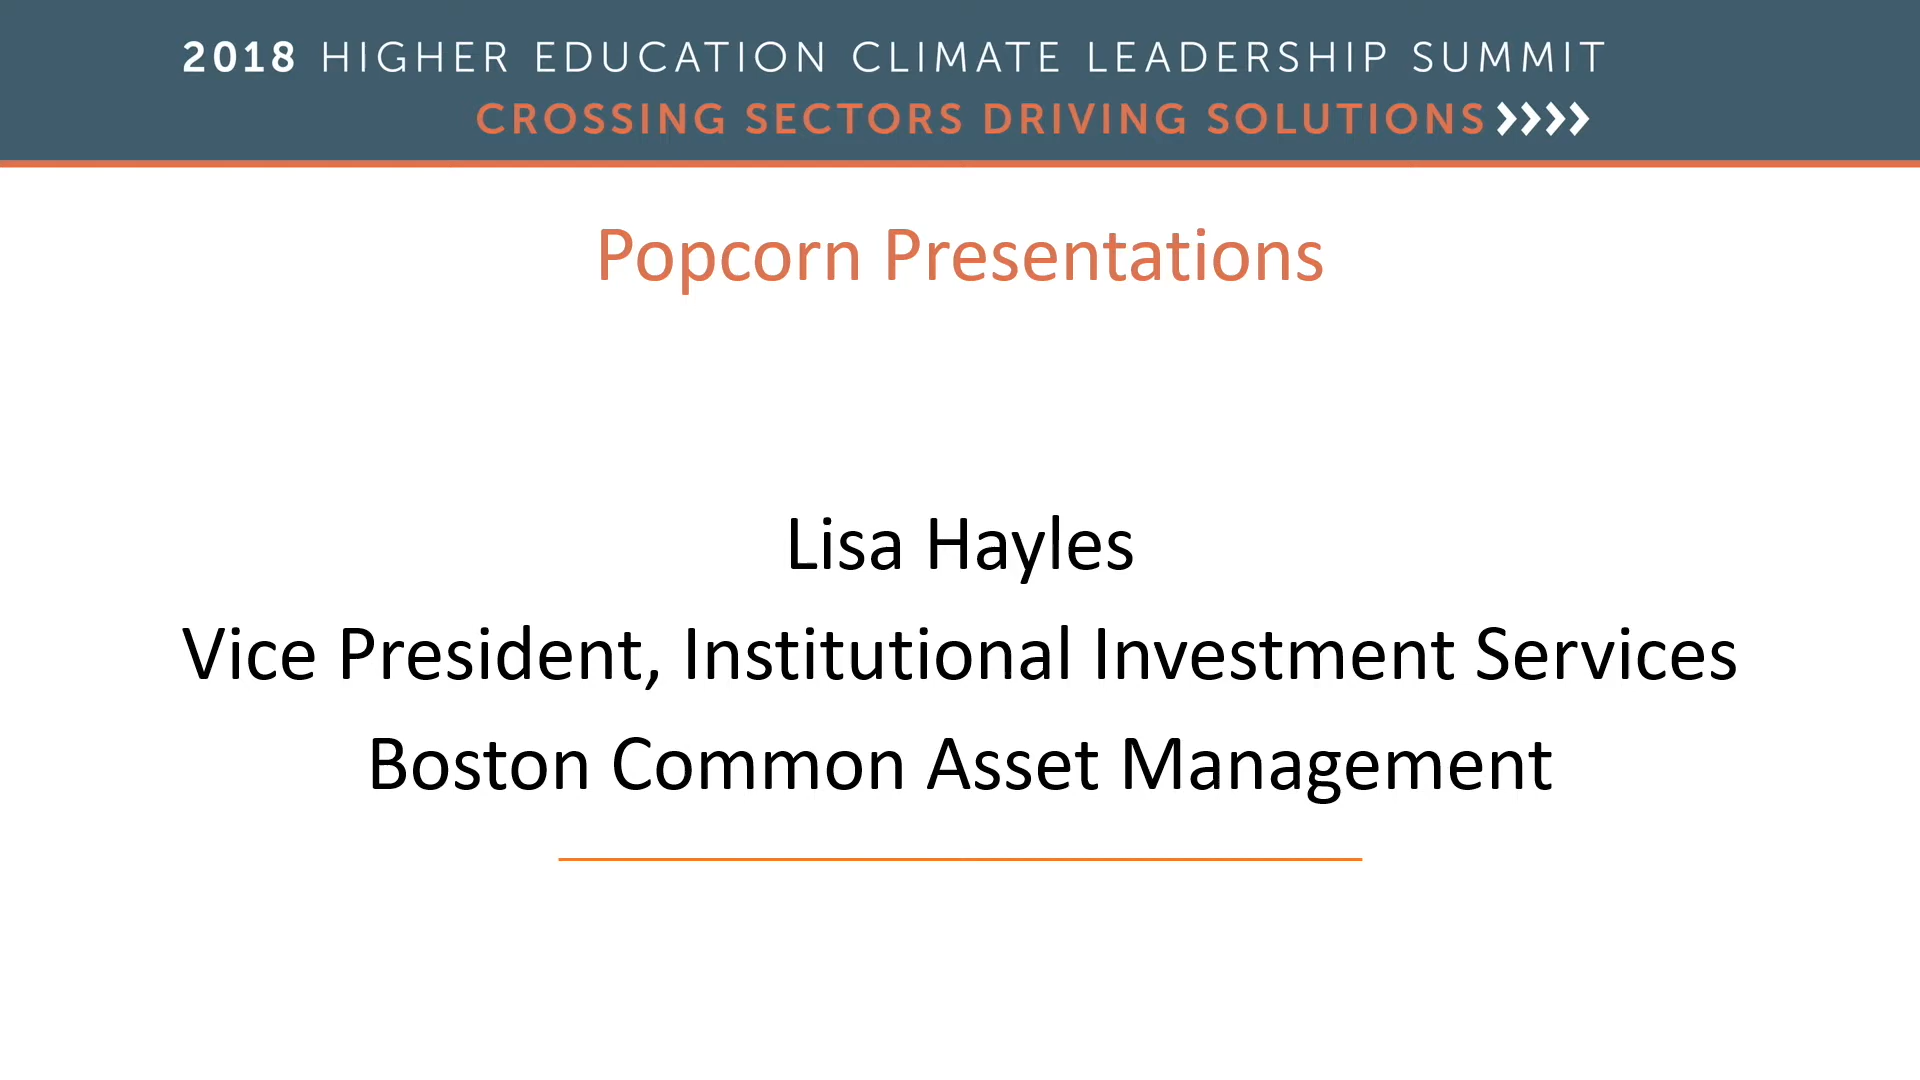 2018 HIGHER EDUCATION CLIMATE LEADERSHIP SUMMIT
CROSSING SECTORS DRIVING SOLUTIONS
Popcorn Presentations
Lisa Hayles
Vice President, Institutional Investment Services
Boston Common Asset Management